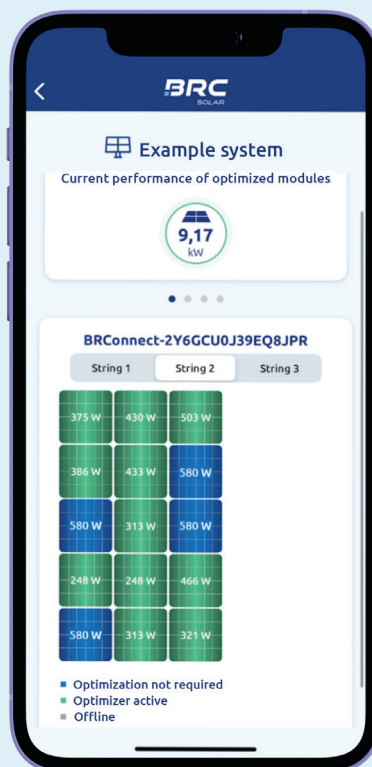 BRC
SOLAR
Example system
Current performance of optimized modules
9,17
kW
BRConnect-2Y6GCU0J39EQ8JPR
String 1 String 2 String 3
375 W 430 W 503 W
386 W 433 W 580 W
580 W 313 W 580 W
248 W 248 W 466 W
580 W 313 W 321 W
Optimization not required
Optimizer active
Offline